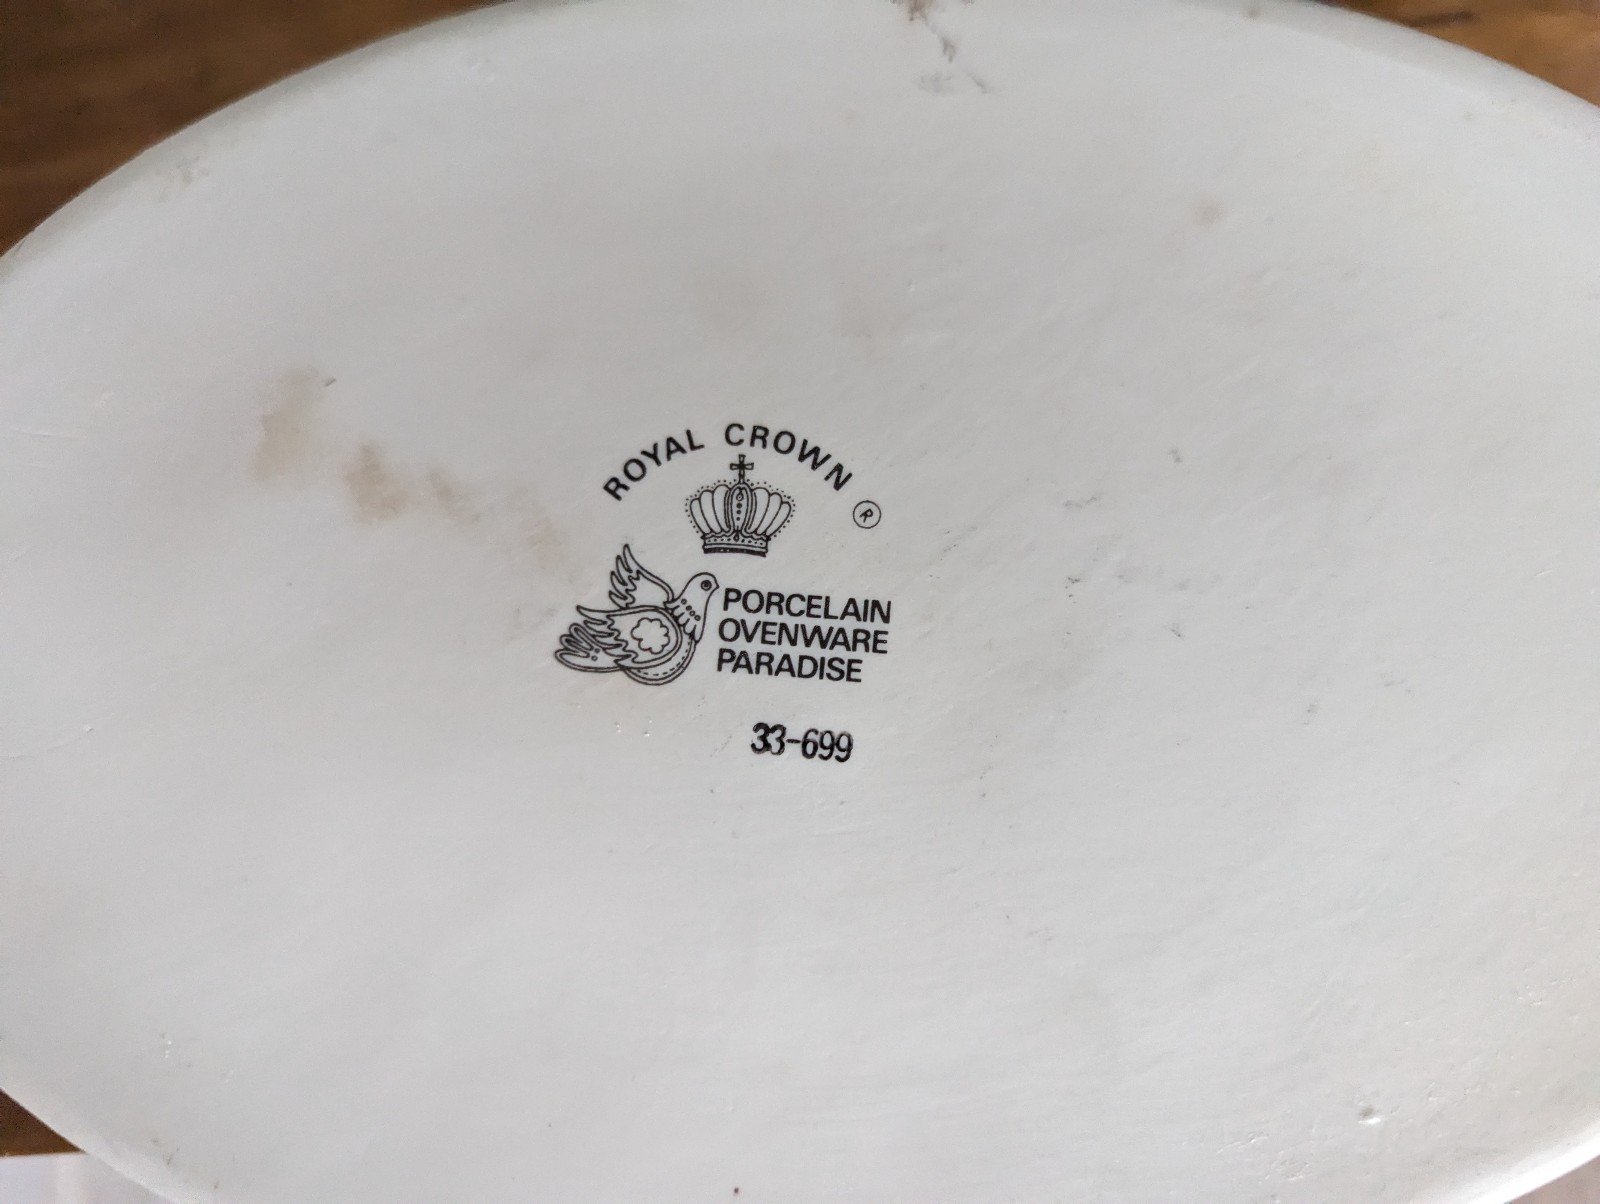 ROYAL CROWN
®
PORCELAIN
OVENWARE
PARADISE
33-699